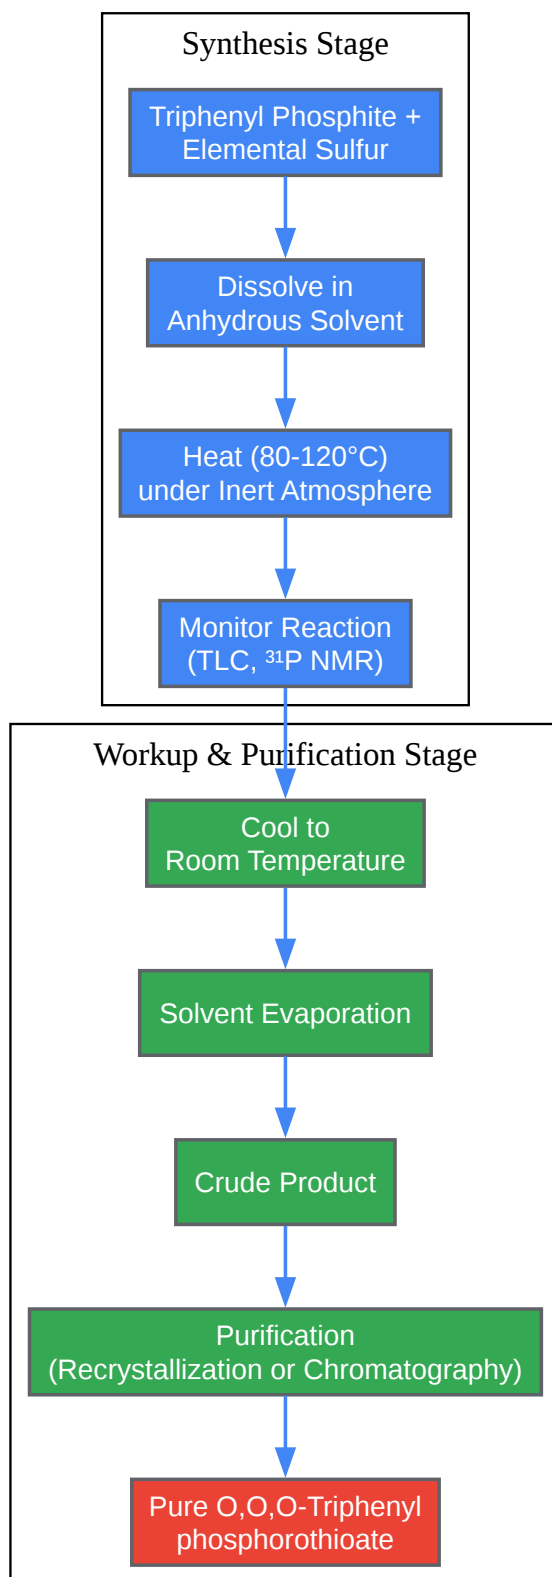 Synthesis Stage
Triphenyl Phosphite +
Elemental Sulfur
Dissolve in
Anhydrous Solvent
Heat (80-120°C)
under Inert Atmosphere
Monitor Reaction
(TLC, ³¹P NMR)
Workup & Purification Stage
Cool to
Room Temperature
Solvent Evaporation
Crude Product
Purification
(Recrystallization or Chromatography)
Pure O,O,O-Triphenyl
phosphorothioate